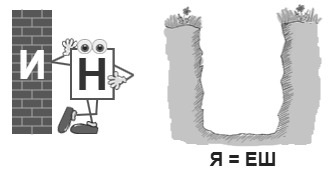 И Н
Я = ЕШ